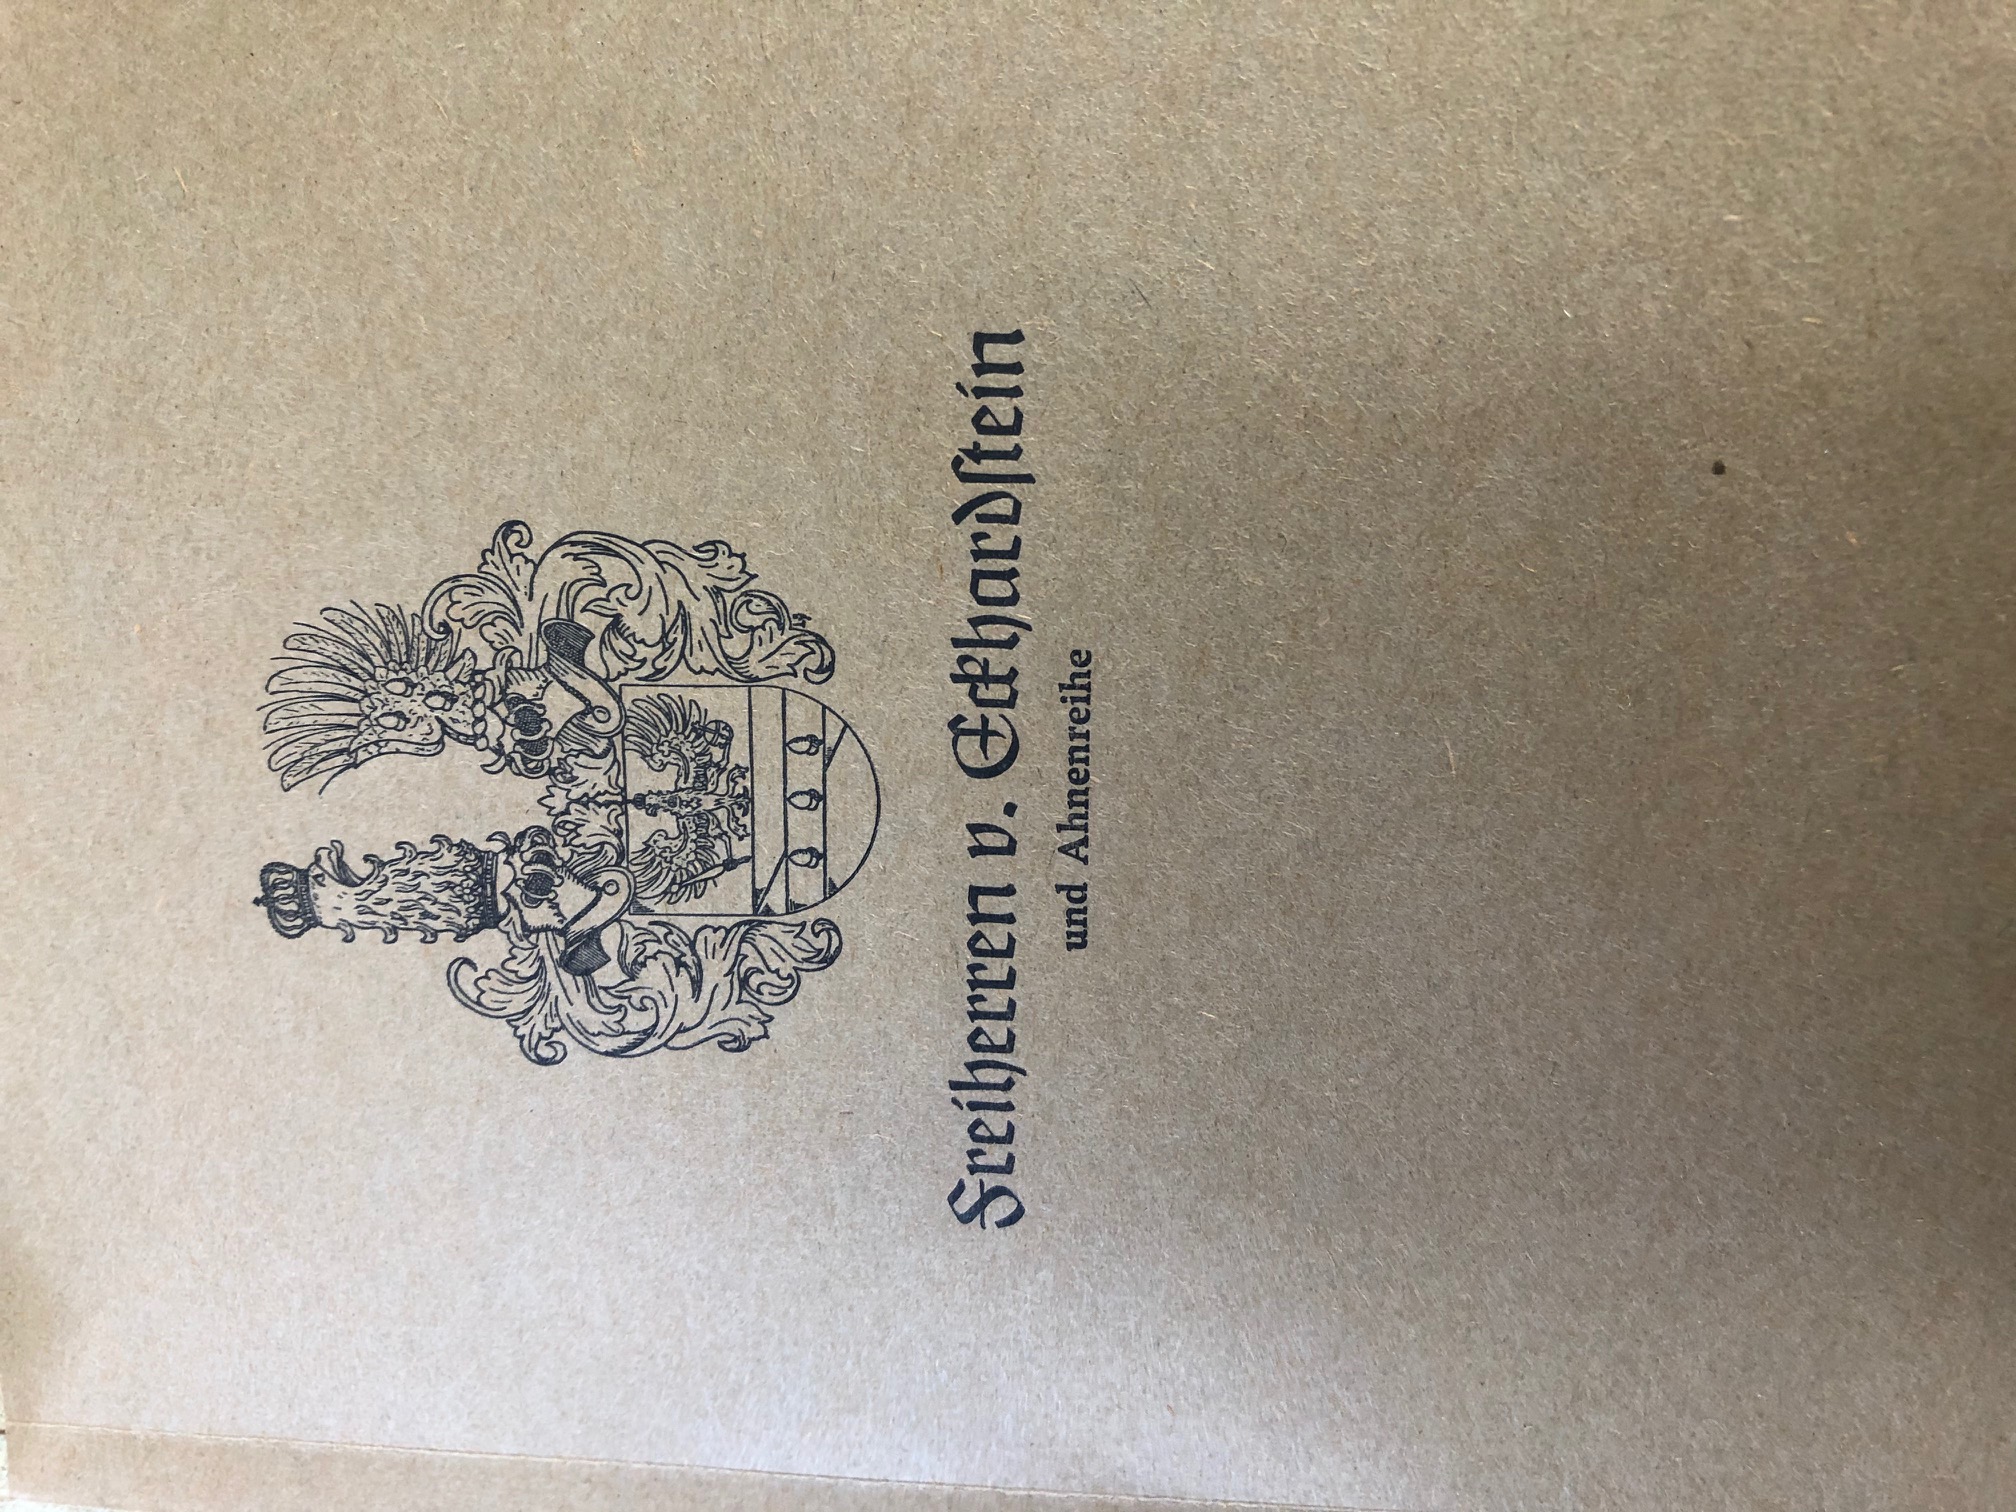 Freiherren v. Eckhardstein
und Ahnenreihe